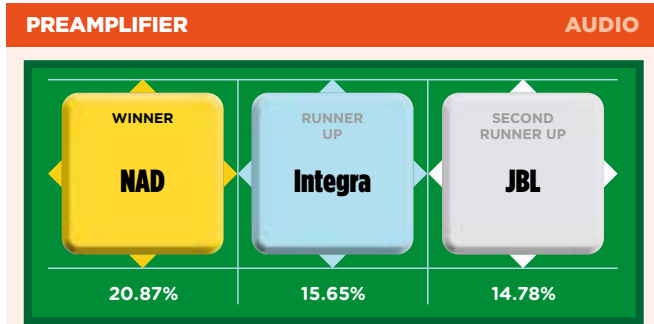 PREAMPLIFIER AUDIO
WINNER
NAD
20.87%
RUNNER
UP
Integra
15.65%
SECOND
RUNNER UP
JBL
14.78%